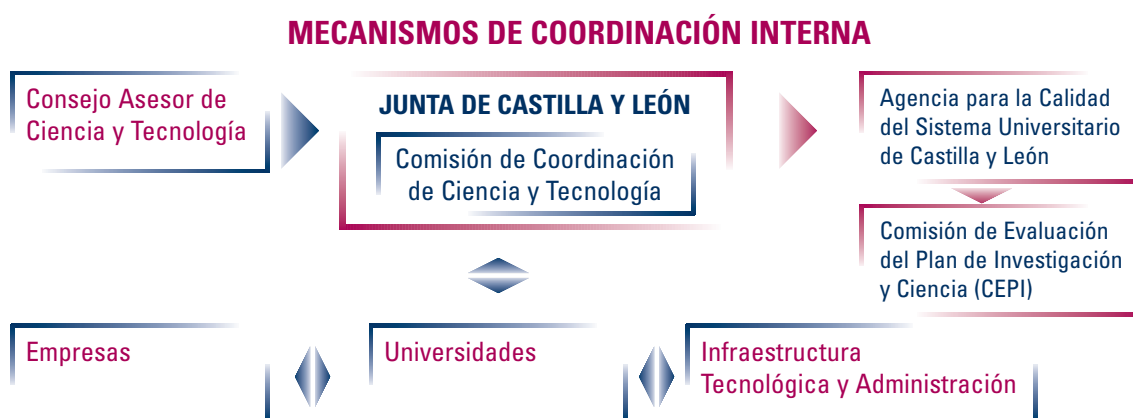 MECANISMOS DE COORDINACIÓN INTERNA
Consejo Asesor de
Ciencia y Tecnología
JUNTA DE CASTILLA Y LEÓN
Comisión de Coordinación
de Ciencia y Tecnología
Agencia para la Calidad
del Sistema Universitario
de Castilla y León
Comisión de Evaluación
del Plan de Investigación
y Ciencia (CEPI)
Empresas
Universidades
Infraestructura
Tecnológica y Administración